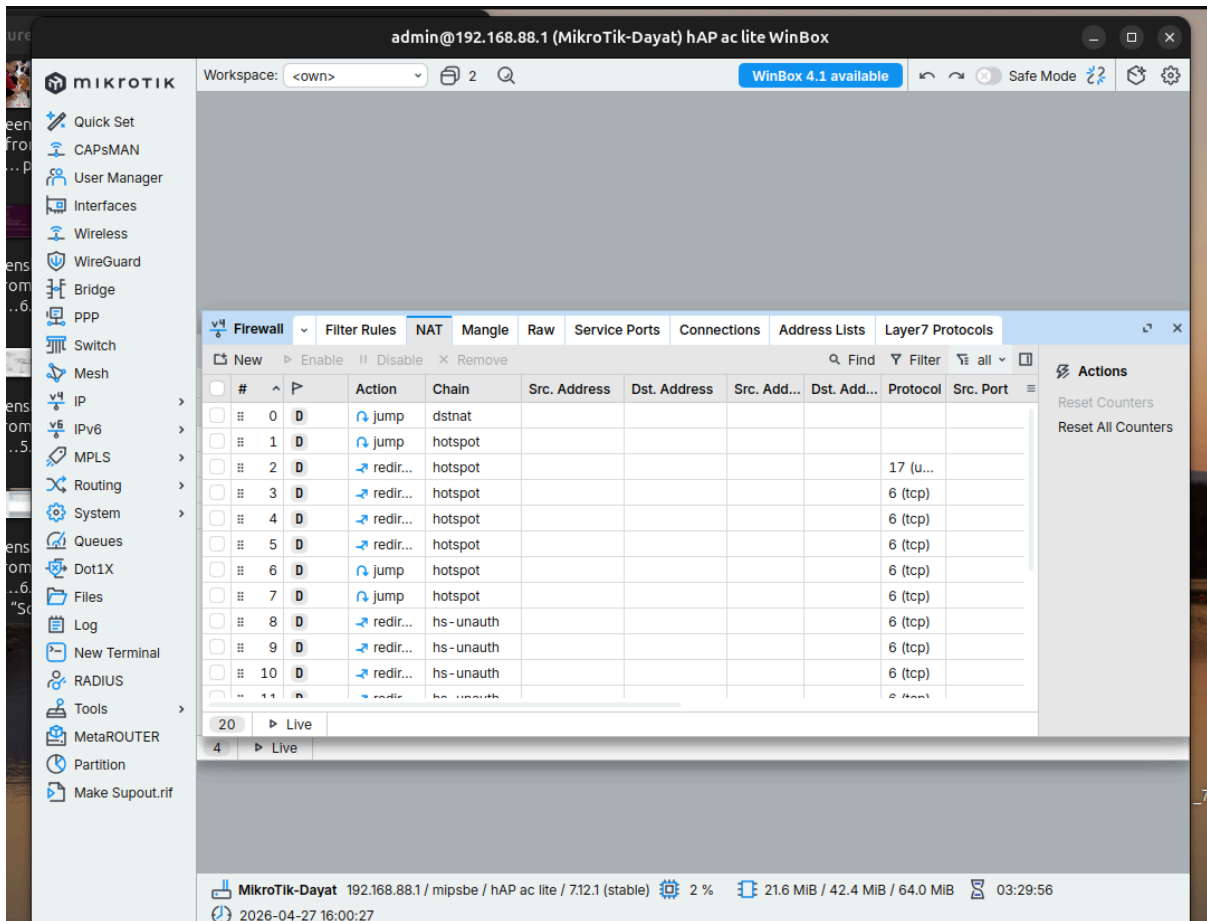 admin@192.168.88.1 (MikroTik-Dayat) hAP ac lite WinBox
MIKROTIK
Workspace: <own> 2 WinBox 4.1 available Safe Mode
Quick Set
CAPsMAN
User Manager
Interfaces
Wireless
WireGuard
Bridge
PPP
Switch
Mesh
IP
IPv6
MPLS
Routing
System
Queues
Dot1X
Files
Log
New Terminal
RADIUS
Tools
MetaROUTER
Partition
Make Supout.rif
Firewall Filter Rules NAT Mangle Raw Service Ports Connections Address Lists Layer7 Protocols
New Enable Disable Remove Find Filter all
# Action Chain Src. Address Dst. Address Src. Add... Dst. Add... Protocol Src. Port
0 D jump dstnat
1 D jump hotspot
2 D redir... hotspot 17 (u...
3 D redir... hotspot 6 (tcp)
4 D redir... hotspot 6 (tcp)
5 D redir... hotspot 6 (tcp)
6 D jump hotspot 6 (tcp)
7 D jump hotspot 6 (tcp)
8 D redir... hs-unauth 6 (tcp)
9 D redir... hs-unauth 6 (tcp)
10 D redir... hs-unauth 6 (tcp)
11 D redir... hs-unauth 6 (tcp)
20 Live
4 Live
Actions
Reset Counters
Reset All Counters
MikroTik-Dayat 192.168.88.1 / mipsbe / hAP ac lite / 7.12.1 (stable) 2 % 21.6 MiB / 42.4 MiB / 64.0 MiB 03:29:56
2026-04-27 16:00:27